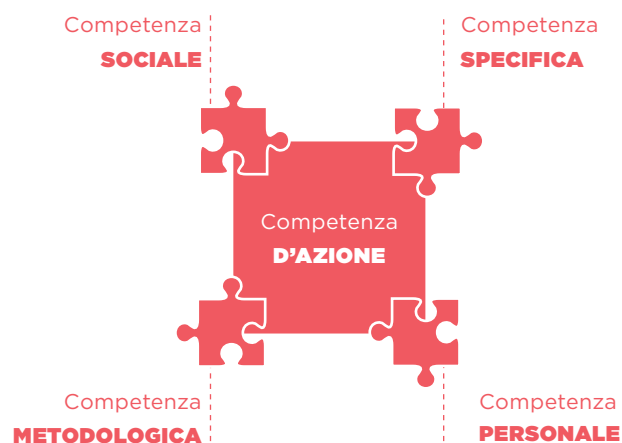 Competenza
SOCIALE
Competenza
SPECIFICA
Competenza
D'AZIONE
Competenza
METODOLOGICA
Competenza
PERSONALE